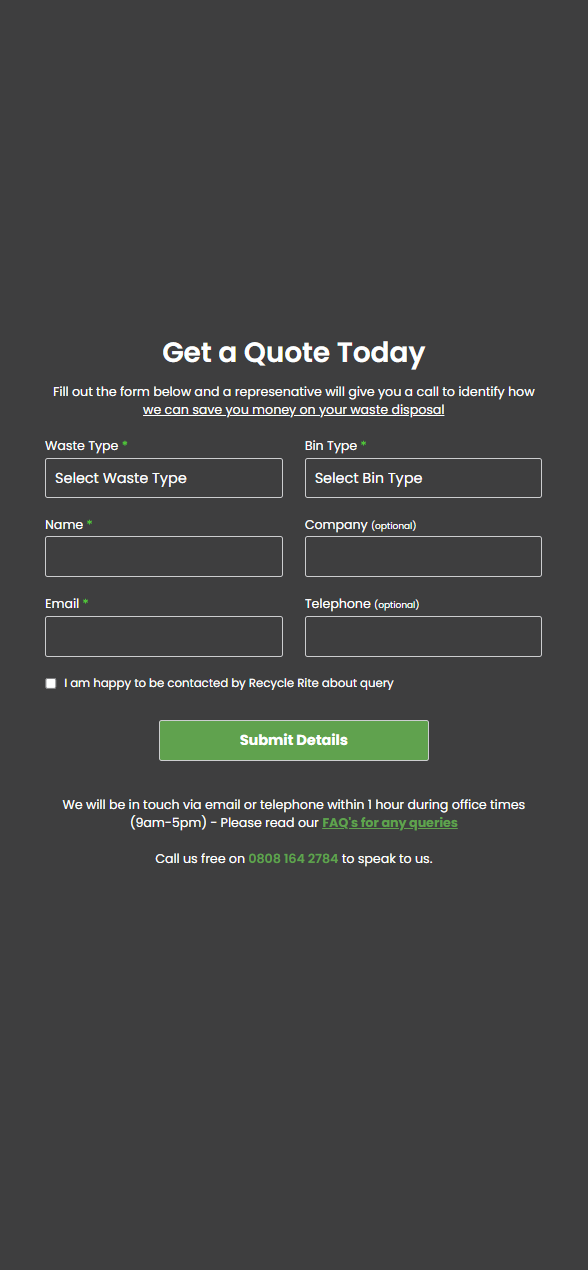 Get a Quote Today
Fill out the form below and a represenative will give you a call to identify how
we can save you money on your waste disposal
Waste Type *
Bin Type *
Select Waste Type
Select Bin Type
Name *
Company (optional)
Email *
Telephone (optional)
I am happy to be contacted by Recycle Rite about query
Submit Details
We will be in touch via email or telephone within 1 hour during office times
(9am-5pm) - Please read our FAQ's for any queries
Call us free on 0808 164 2784 to speak to us.